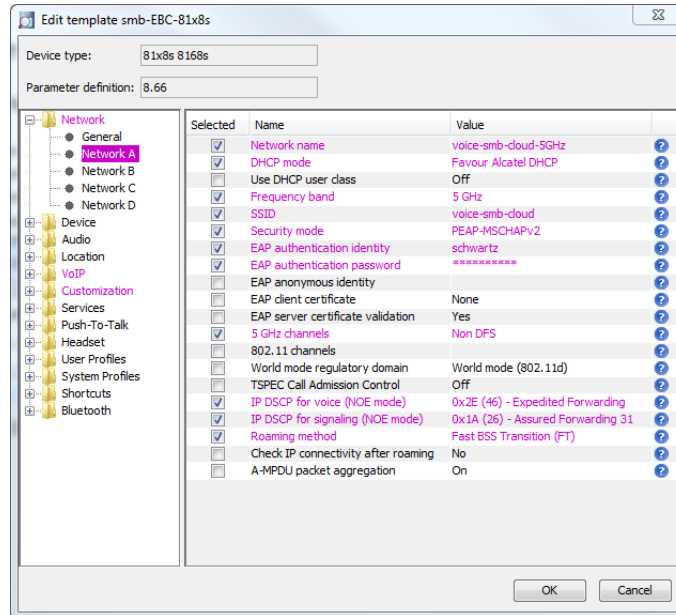 Edit template smb-EBC-81x8s
Device type: 81x8s 8168s
Parameter definition: 8.66
Network
General
Network A
Network B
Network C
Network D
Device
Audio
Location
VoIP
Customization
Services
Push-To-Talk
Headset
User Profiles
System Profiles
Shortcuts
Bluetooth
Selected Name Value
Network name voice-smb-cloud-5GHz
DHCP mode Favour Alcatel DHCP
Use DHCP user class Off
Frequency band 5 GHz
SSID voice-smb-cloud
Security mode PEAP-MSCHAPv2
EAP authentication identity schwartz
EAP authentication password **********
EAP anonymous identity
EAP client certificate None
EAP server certificate validation Yes
5 GHz channels Non DFS
802.11 channels
World mode regulatory domain World mode (802.11d)
TSPEC Call Admission Control Off
IP DSCP for voice (NOE mode) 0x2E (46) - Expedited Forwarding
IP DSCP for signaling (NOE mode) 0x1A (26) - Assured Forwarding 31
Roaming method Fast BSS Transition (FT)
Check IP connectivity after roaming No
A-MPDU packet aggregation On
OK Cancel